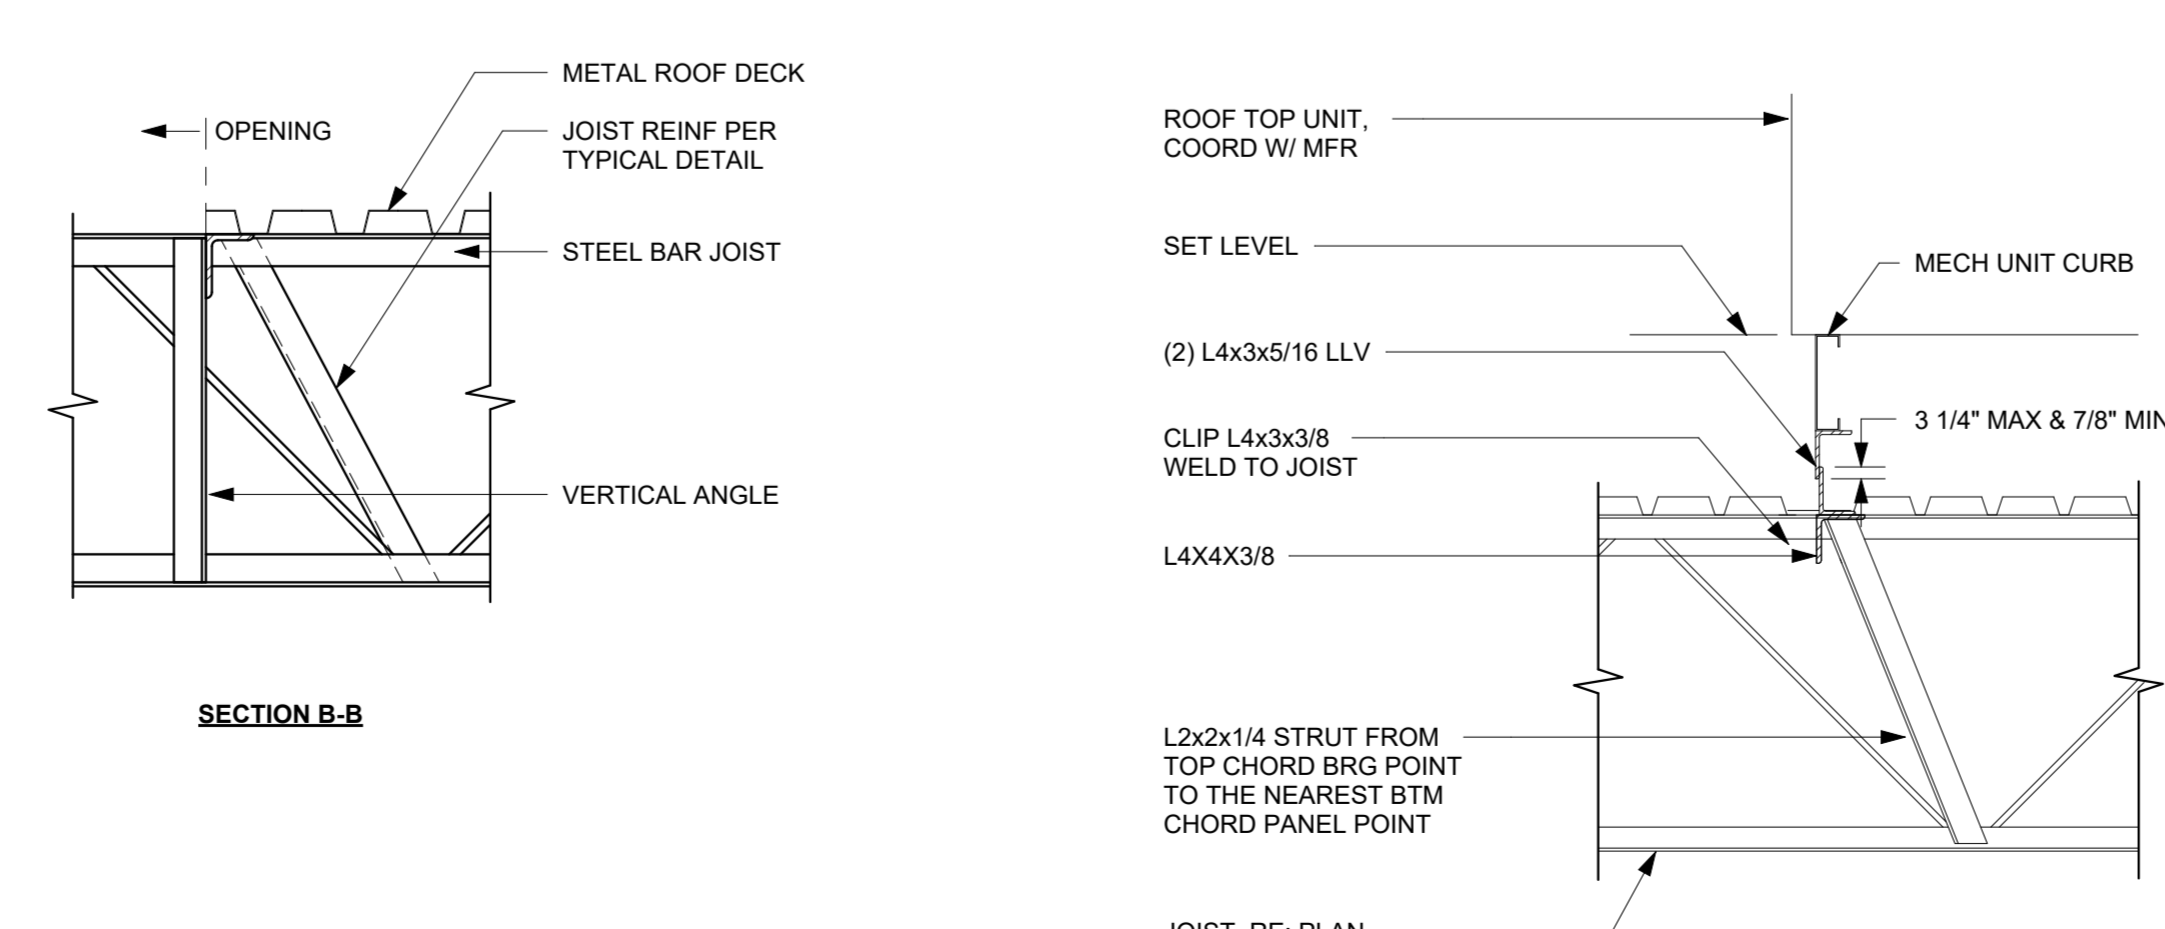 METAL ROOF DECK
OPENING
JOIST REINF PER
TYPICAL DETAIL
STEEL BAR JOIST
VERTICAL ANGLE
SECTION B-B
ROOF TOP UNIT,
COORD W/ MFR
SET LEVEL
MECH UNIT CURB
(2) L4x3x5/16 LLV
3 1/4" MAX & 7/8" MIN
CLIP L4x3x3/8
WELD TO JOIST
L4X4X3/8
L2x2x1/4 STRUT FROM
TOP CHORD BRG POINT
TO THE NEAREST BTM
CHORD PANEL POINT
JOIST, RE: PLAN